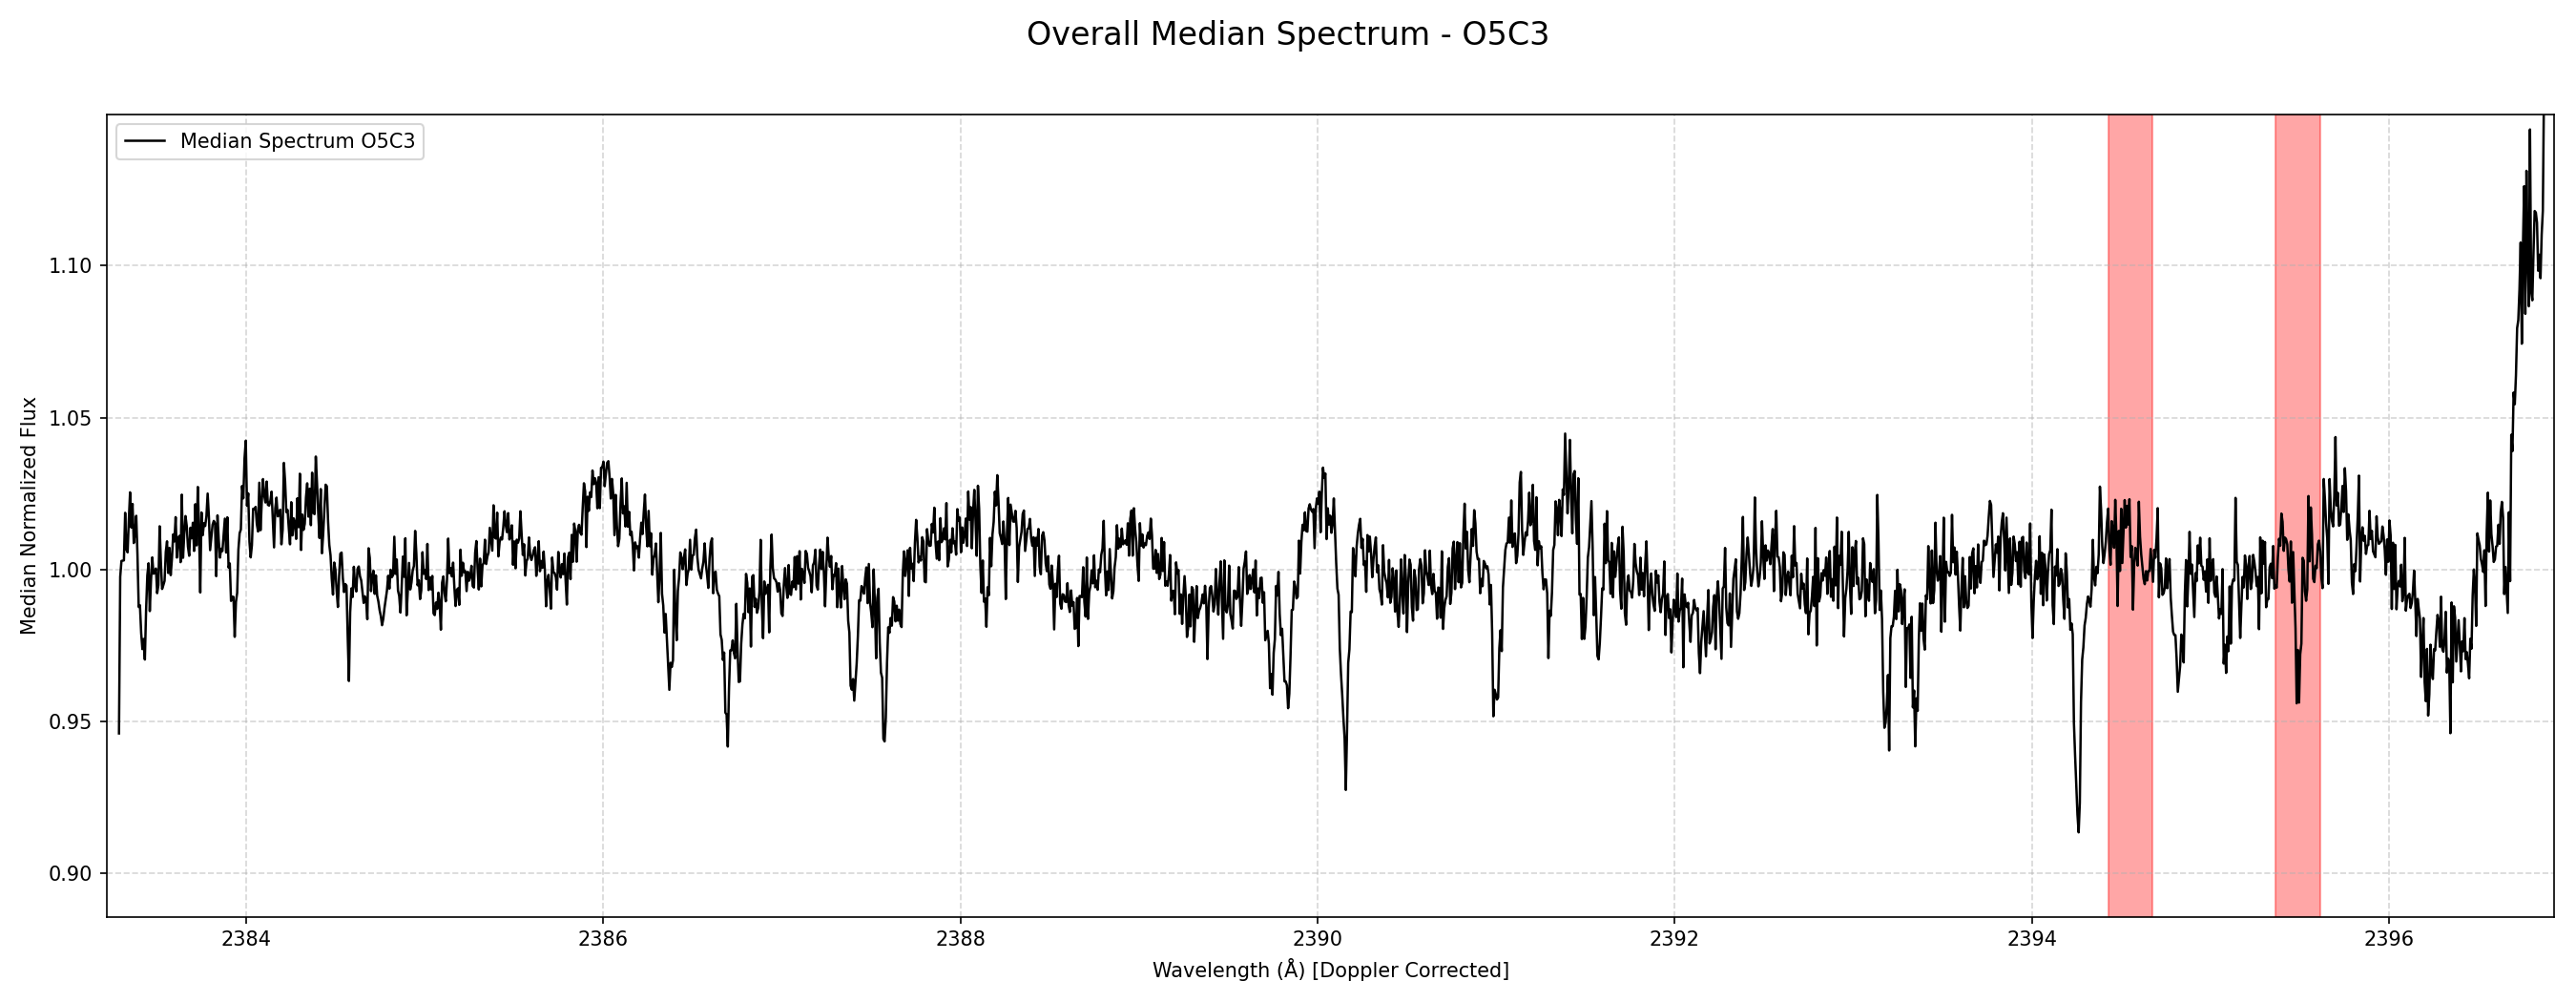 Overall Median Spectrum - O5C3
Median Spectrum O5C3
Median Normalized Flux
1.10
1.05
1.00
0.95
0.90
2384 2386 2388 2390 2392 2394 2396
Wavelength (Å) [Doppler Corrected]